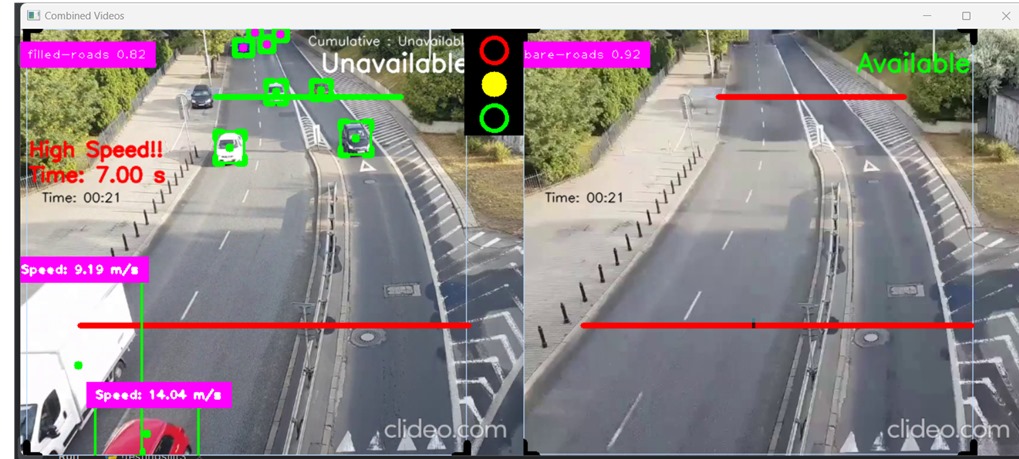 Combined Videos
filled-roads 0.82
Cumulative : Unavailabl
Unavailable
High Speed!!
Time: 7.00 s
Time: 00:21
Speed: 9.19 m/s
Speed: 14.04 m/s
clideo.com
bare-roads 0.92
Available
Time: 00:21
clideo.com